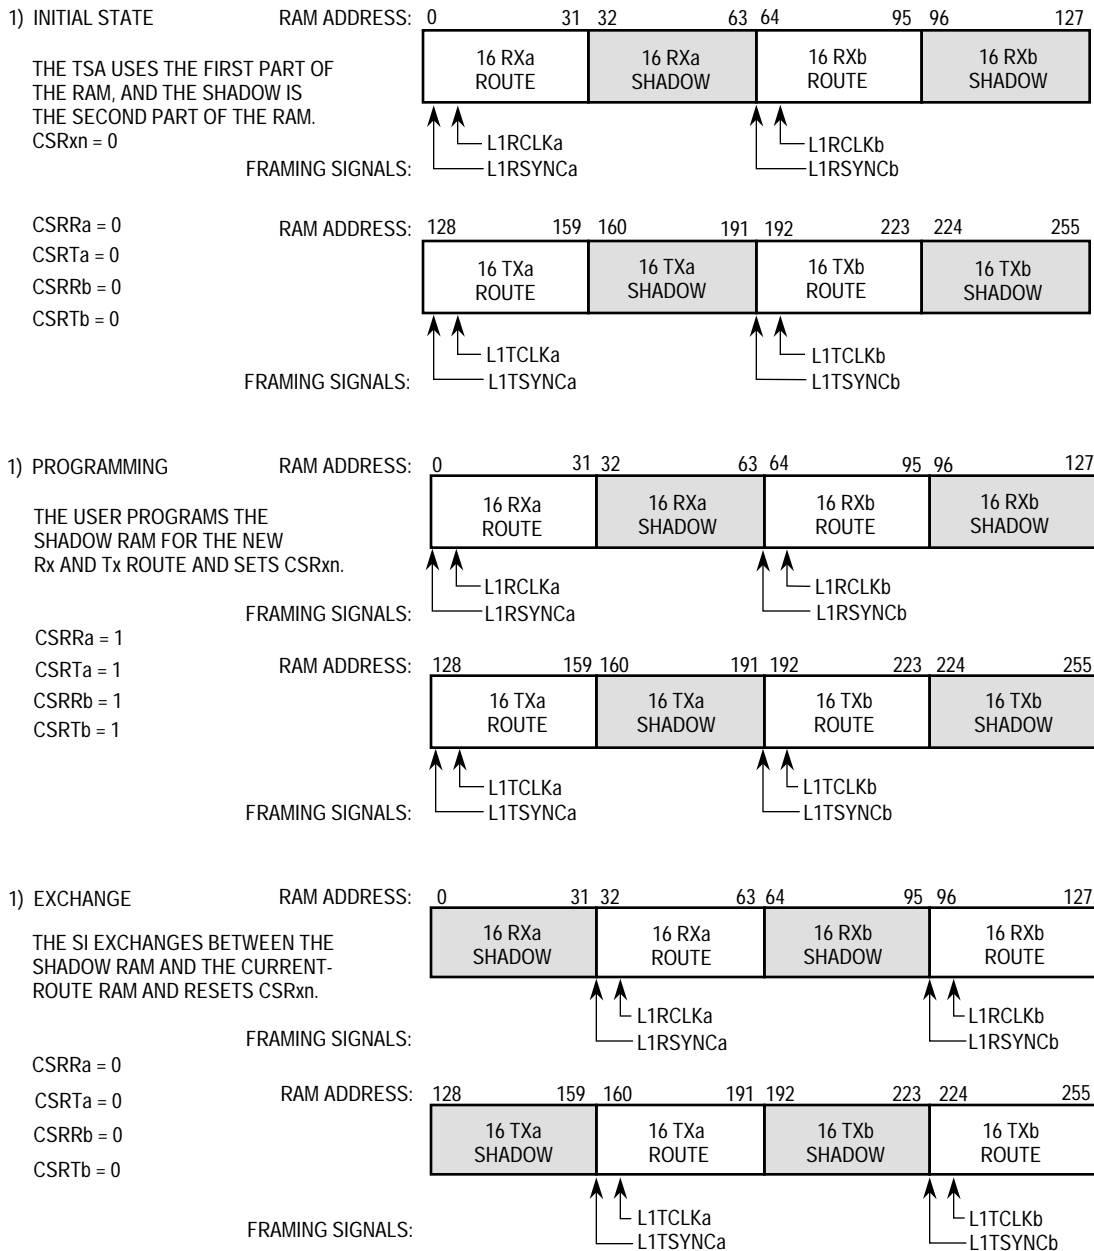 1) INITIAL STATE
RAM ADDRESS: 0 31 32 63 64 95 96 127
THE TSA USES THE FIRST PART OF
THE RAM, AND THE SHADOW IS
THE SECOND PART OF THE RAM.
CSRxn = 0
16 RXa
ROUTE
16 RXa
SHADOW
16 RXb
ROUTE
16 RXb
SHADOW
L1RCLKa
L1RCLKb
FRAMING SIGNALS: L1RSYNCa
L1RSYNCb
CSRRa = 0
CSRTa = 0
CSRRb = 0
CSRTb = 0
RAM ADDRESS: 128 159 160 191 192 223 224 255
16 TXa
ROUTE
16 TXa
SHADOW
16 TXb
ROUTE
16 TXb
SHADOW
L1TCLKa
L1TCLKb
FRAMING SIGNALS: L1TSYNCa
L1TSYNCb
1) PROGRAMMING
RAM ADDRESS: 0 31 32 63 64 95 96 127
THE USER PROGRAMS THE
SHADOW RAM FOR THE NEW
Rx AND Tx ROUTE AND SETS CSRxn.
16 RXa
ROUTE
16 RXa
SHADOW
16 RXb
ROUTE
16 RXb
SHADOW
L1RCLKa
L1RCLKb
FRAMING SIGNALS: L1RSYNCa
L1RSYNCb
CSRRa = 1
CSRTa = 1
CSRRb = 1
CSRTb = 1
RAM ADDRESS: 128 159 160 191 192 223 224 255
16 TXa
ROUTE
16 TXa
SHADOW
16 TXb
ROUTE
16 TXb
SHADOW
L1TCLKa
L1TCLKb
FRAMING SIGNALS: L1TSYNCa
L1TSYNCb
1) EXCHANGE
RAM ADDRESS: 0 31 32 63 64 95 96 127
THE SI EXCHANGES BETWEEN THE
SHADOW RAM AND THE CURRENT-
ROUTE RAM AND RESETS CSRxn.
16 RXa
SHADOW
16 RXa
ROUTE
16 RXb
SHADOW
16 RXb
ROUTE
L1RCLKa
L1RCLKb
FRAMING SIGNALS: L1RSYNCa
L1RSYNCb
CSRRa = 0
CSRTa = 0
CSRRb = 0
CSRTb = 0
RAM ADDRESS: 128 159 160 191 192 223 224 255
16 TXa
SHADOW
16 TXa
ROUTE
16 TXb
SHADOW
16 TXb
ROUTE
L1TCLKa
L1TCLKb
FRAMING SIGNALS: L1TSYNCa
L1TSYNCb